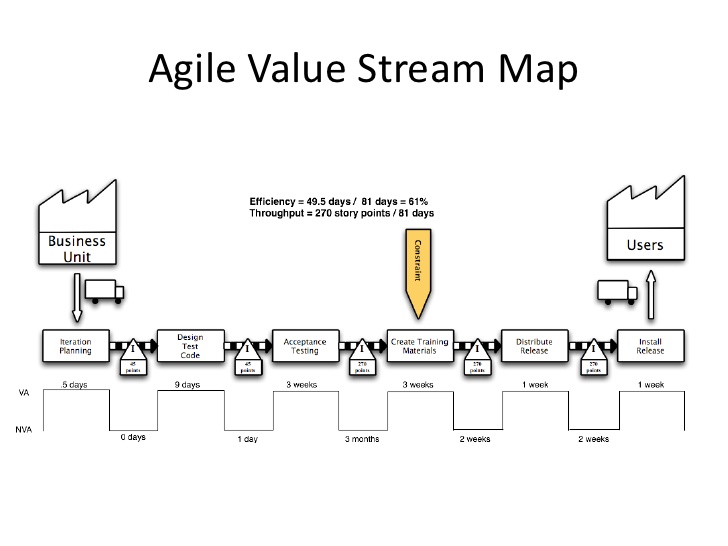 Agile Value Stream Map
Efficiency = 49.5 days / 81 days = 61%
Throughput = 270 story points / 81 days
Business
Unit
Constraint
Users
Iteration
Planning
I
45
points
Design
Test
Code
I
45
points
Acceptance
Testing
I
270
points
Create Training
Materials
I
270
points
Distribute
Release
I
270
points
Install
Release
VA
.5 days
9 days
3 weeks
3 weeks
1 week
1 week
NVA
0 days
1 day
3 months
2 weeks
2 weeks